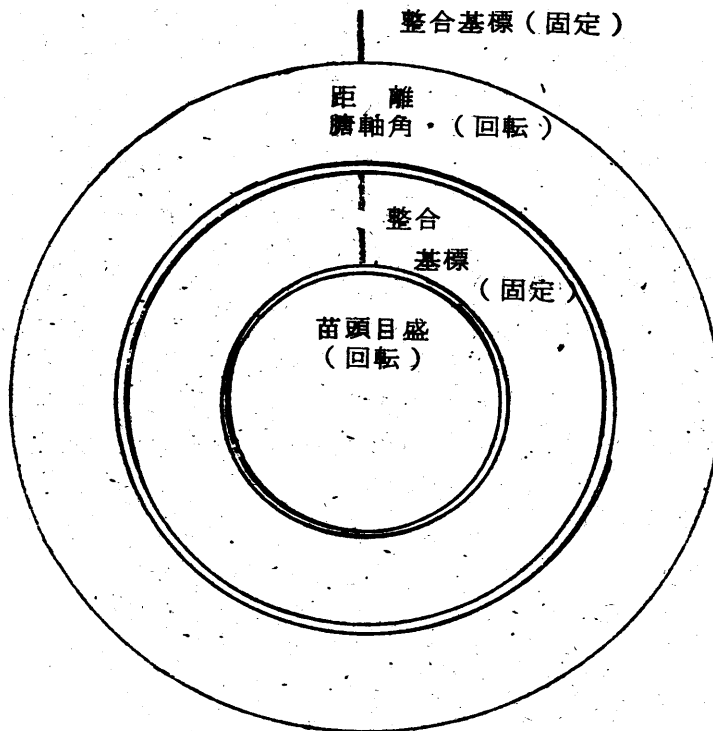 整合基標(固定)
距 離
膅軸角・(回転)
整合
基標
(固定)
苗頭目盛
(回転)